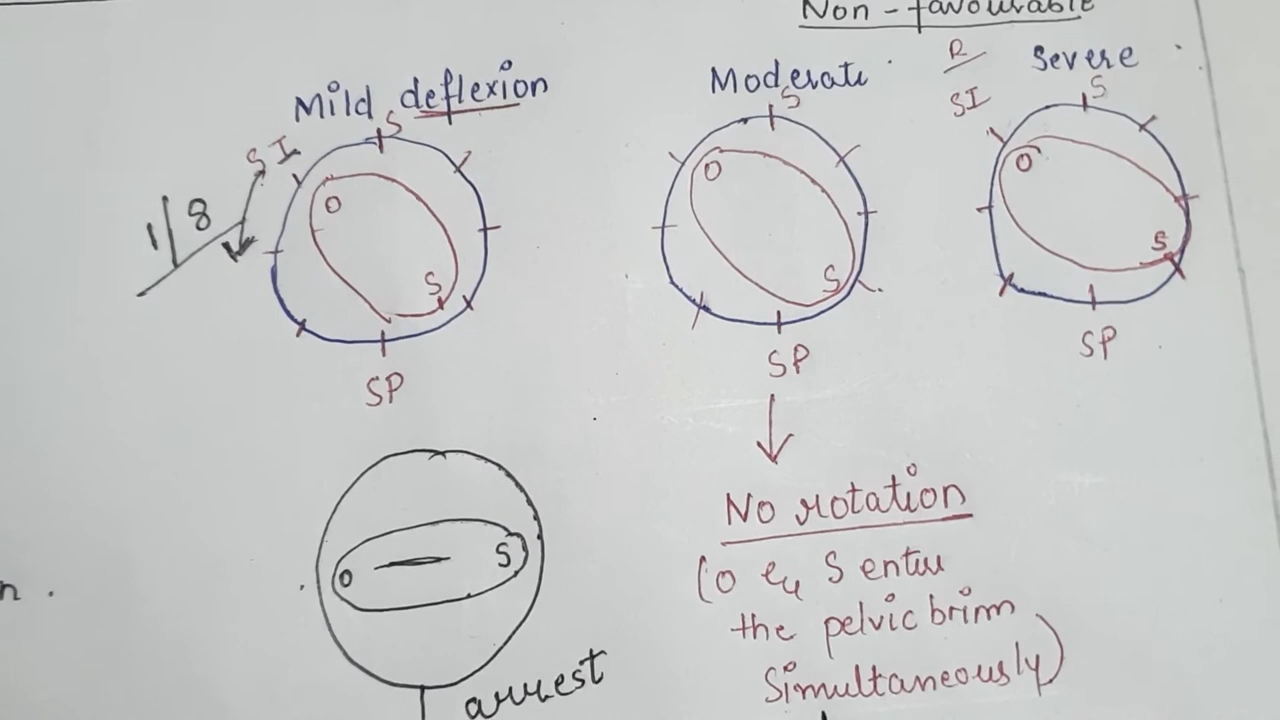 Non - favourable
Mild deflexion
Moderate
R
SI
Severe
S
S
S
SI
1/8
O
S
O
S
O
S
SP
SP
SP
No rotation
(O & S enter
the pelvic brim
simultaneously)
O
S
n.
arrest